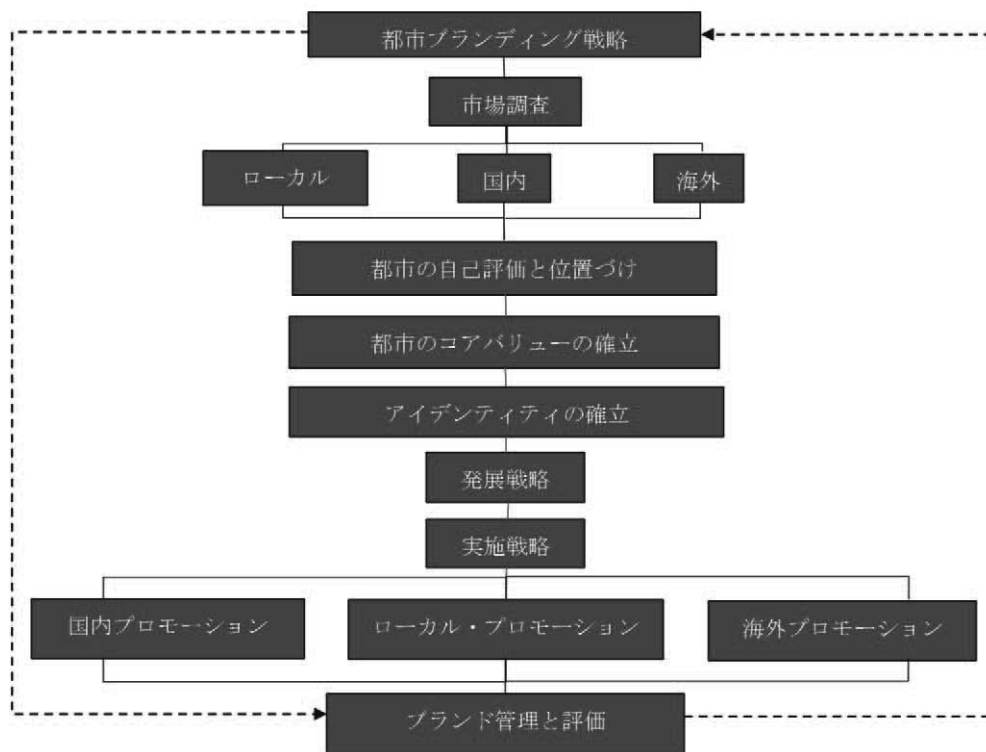 都市ブランディング戦略
市場調査
ローカル
国内
海外
都市の自己評価と位置づけ
都市のコアバリューの確立
アイデンティティの確立
発展戦略
実施戦略
国内プロモーション
ローカル・プロモーション
海外プロモーション
ブランド管理と評価